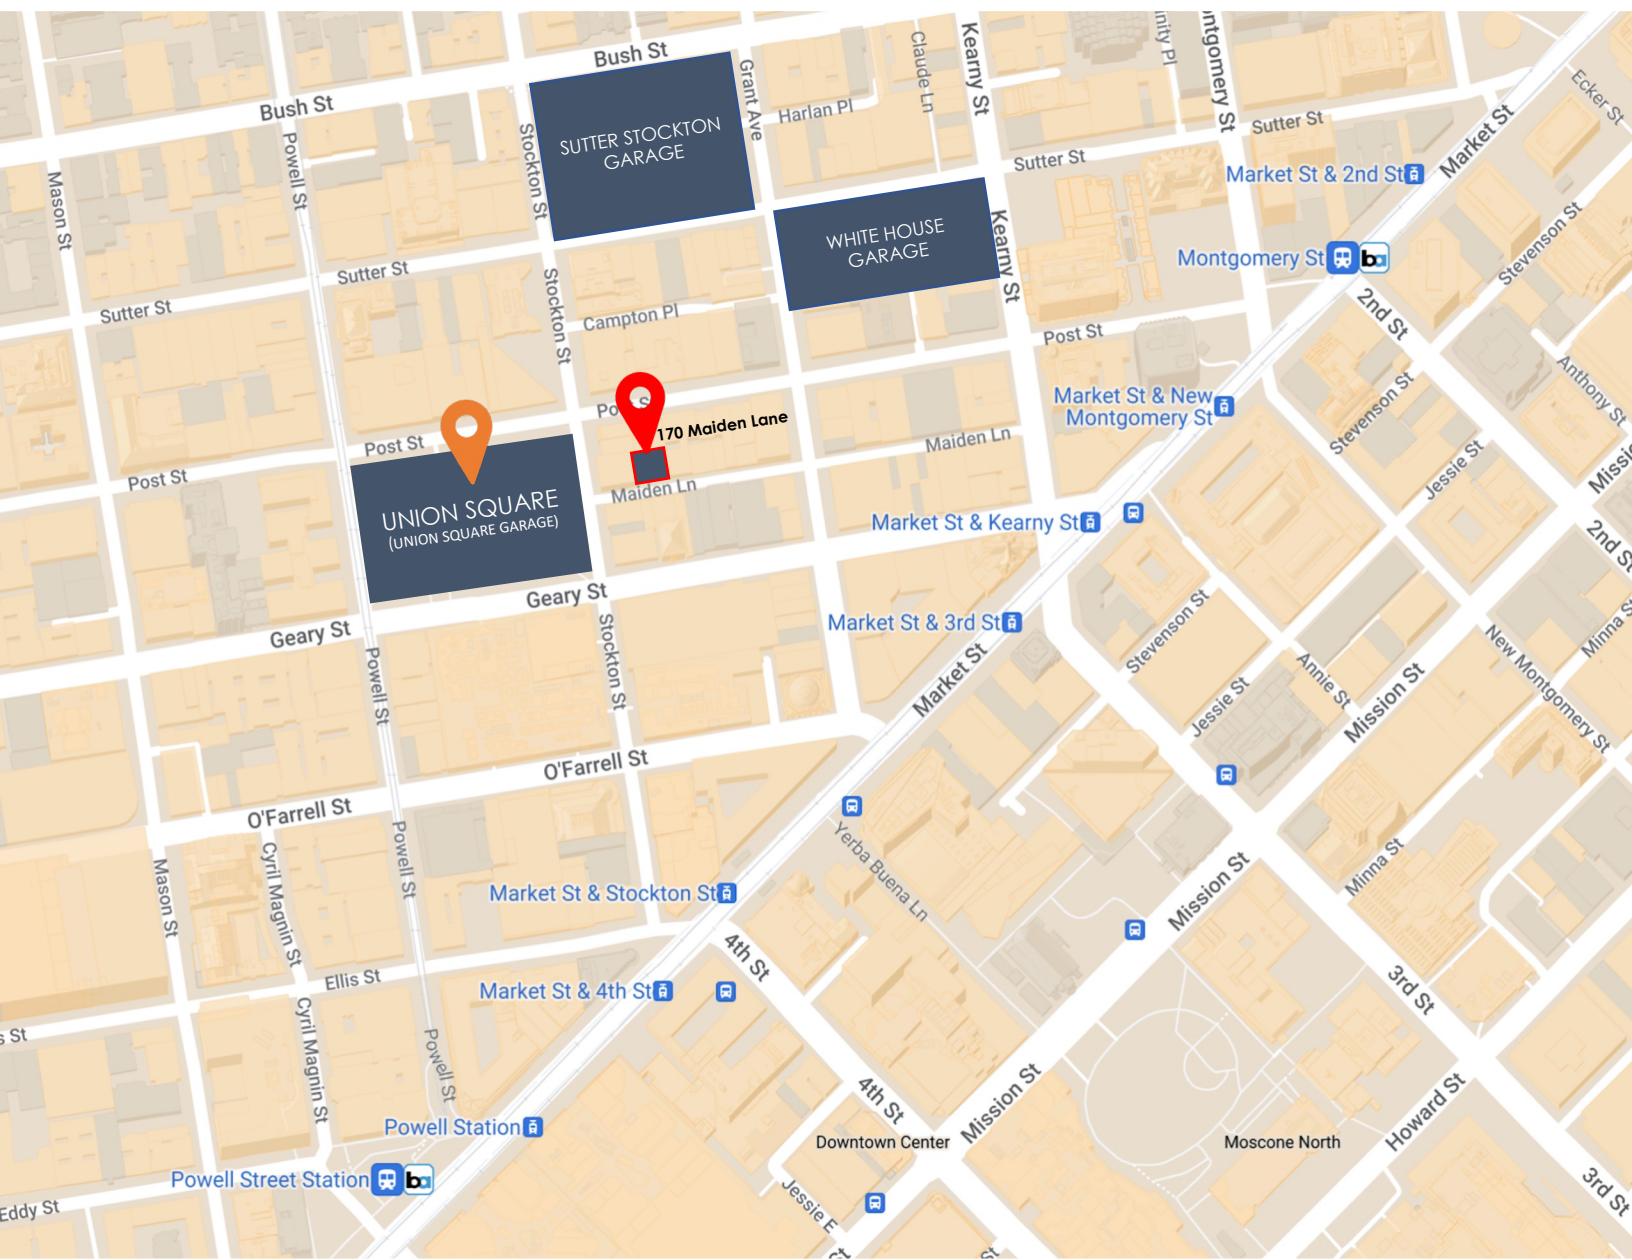 Bush St
Bush St
Kearny St
Claude Ln
Grant Ave
Harlan Pl
Sutter St
Ecker St
Market St
SUTTER STOCKTON
GARAGE
Stockton St
Powell St
Mason St
Sutter St
Market St & 2nd St
WHITE HOUSE
GARAGE
Kearny St
Montgomery St
Stevenson St
2nd St
Sutter St
Sutter St
Stockton St
Campton Pl
Post St
Market St & New
Montgomery St
Anthony St
Stevenson St
170 Maiden Lane
Maiden Ln
Post St
Post St
Jessie St
UNION SQUARE
(UNION SQUARE GARAGE)
Maiden Ln
Market St & Kearny St
2nd St
Geary St
Geary St
Market St & 3rd St
Stevenson St
Stockton St
Powell St
Market St
Jessie St
Annie St
Mission St
New Montgomery St
O'Farrell St
O'Farrell St
Powell St
Cyril Magnin St
Mason St
Yerba Buena Ln
Minna St
Market St & Stockton St
Mission St
4th St
Ellis St
Market St & 4th St
3rd St
Cyril Magnin St
Powell St
4th St
Mission St
Howard St
Powell Station
Downtown Center
Moscone North
Powell Street Station
ba
Eddy St
Jessie E
3rd St